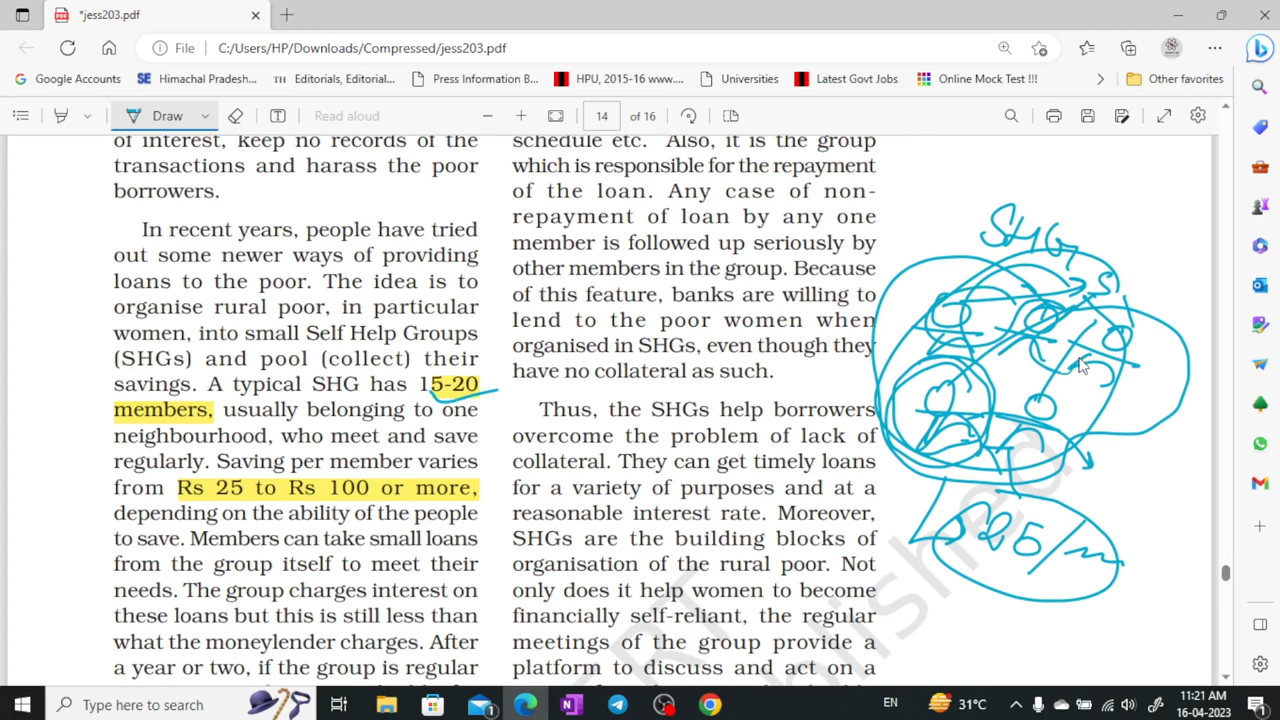 *jess203.pdf
File C:/Users/HP/Downloads/Compressed/jess203.pdf
Google Accounts SE Himachal Pradesh... TH Editorials, Editorial... Press Information B... HPU, 2015-16 www.... Universities Latest Govt Jobs Online Mock Test !!! Other favorites
Draw Read aloud 14 of 16
of interest, keep no records of the
transactions and harass the poor
borrowers.
In recent years, people have tried
out some newer ways of providing
loans to the poor. The idea is to
organise rural poor, in particular
women, into small Self Help Groups
(SHGs) and pool (collect) their
savings. A typical SHG has 15-20
members, usually belonging to one
neighbourhood, who meet and save
regularly. Saving per member varies
from Rs 25 to Rs 100 or more,
depending on the ability of the people
to save. Members can take small loans
from the group itself to meet their
needs. The group charges interest on
these loans but this is still less than
what the moneylender charges. After
a year or two, if the group is regular
schedule etc. Also, it is the group
which is responsible for the repayment
of the loan. Any case of non-
repayment of loan by any one
member is followed up seriously by
other members in the group. Because
of this feature, banks are willing to
lend to the poor women when
organised in SHGs, even though they
have no collateral as such.
Thus, the SHGs help borrowers
overcome the problem of lack of
collateral. They can get timely loans
for a variety of purposes and at a
reasonable interest rate. Moreover,
SHGs are the building blocks of
organisation of the rural poor. Not
only does it help women to become
financially self-reliant, the regular
meetings of the group provide a
platform to discuss and act on a
SHG
25/m
Type here to search
1
31°C
EN
11:21 AM
16-04-2023
1